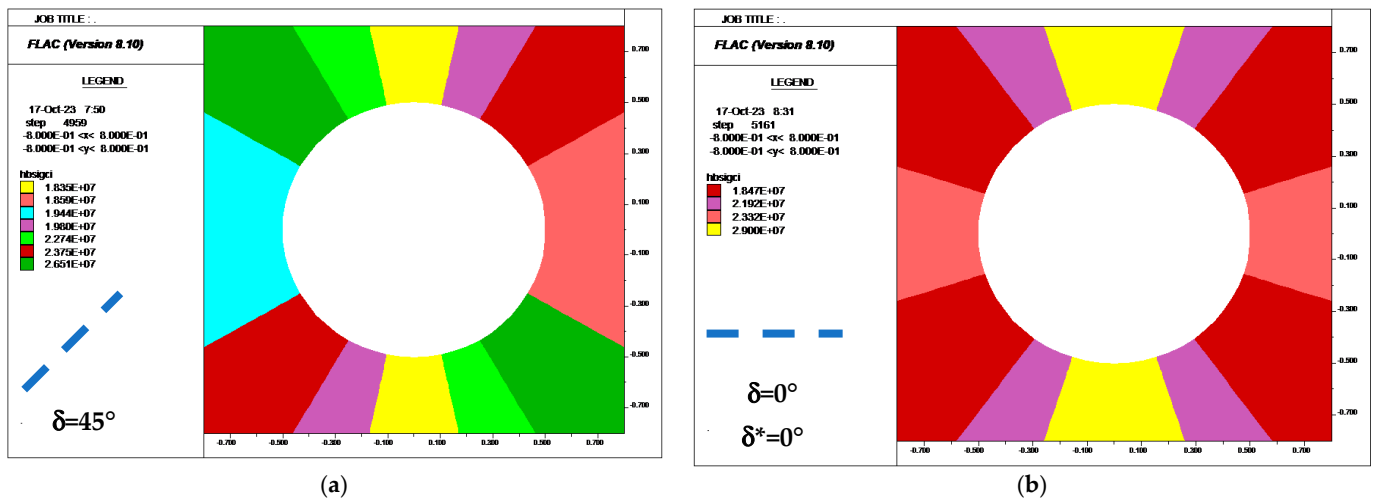 JOB TITLE : .
FLAC (Version 8.10)
LEGEND
17-Oct-23 7:50
step 4959
-8.000E-01 <x< 8.000E-01
-8.000E-01 <y< 8.000E-01
hbsigci
1.835E+07
1.859E+07
1.944E+07
1.980E+07
2.274E+07
2.375E+07
2.651E+07
δ=45°
0.700
0.500
0.300
0.100
-0.100
-0.300
-0.500
-0.700
-0.700 -0.500 -0.300 -0.100 0.100 0.300 0.500 0.700
(a)
JOB TITLE : .
FLAC (Version 8.10)
LEGEND
17-Oct-23 8:31
step 5161
-8.000E-01 <x< 8.000E-01
-8.000E-01 <y< 8.000E-01
hbsigci
1.847E+07
2.192E+07
2.332E+07
2.900E+07
δ=0°
δ*=0°
0.700
0.500
0.300
0.100
-0.100
-0.300
-0.500
-0.700
-0.700 -0.500 -0.300 -0.100 0.100 0.300 0.500 0.700
(b)